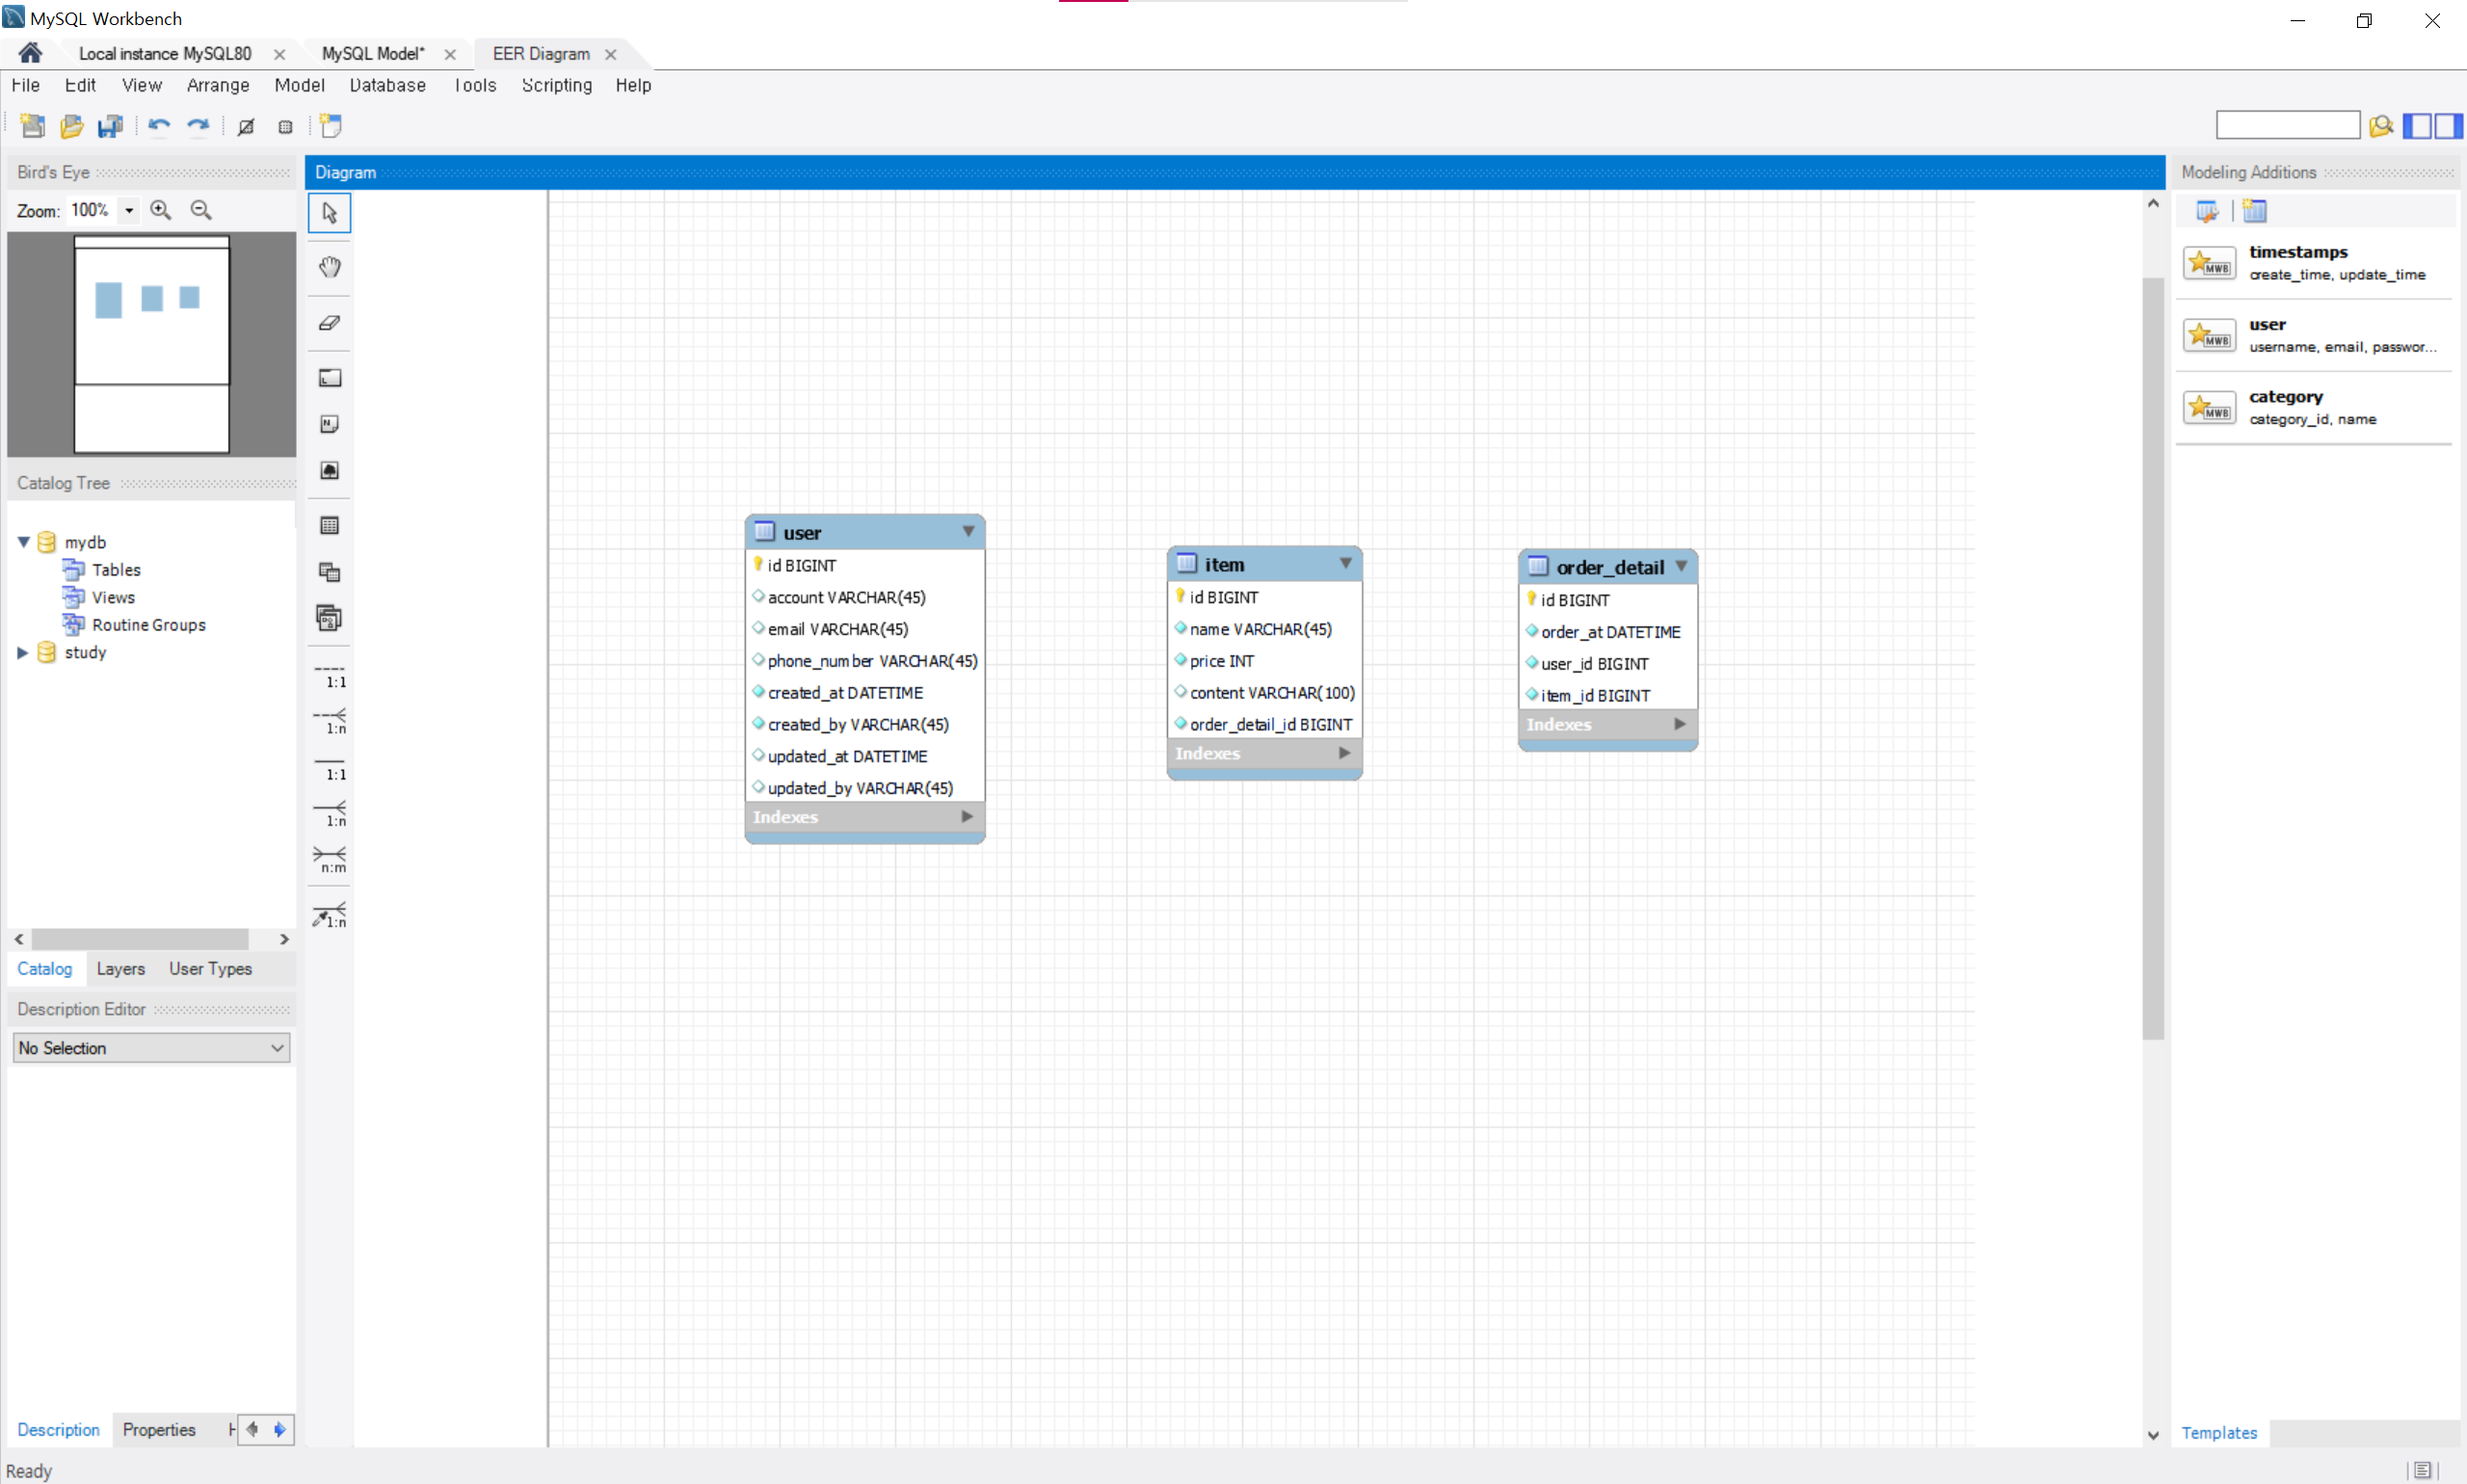 MySQL Workbench
Local instance MySQL80
MySQL Model*
EER Diagram
File Edit View Arrange Model Database Tools Scripting Help
Bird's Eye
Zoom: 100%
Catalog Tree
mydb
Tables
Views
Routine Groups
study
Catalog Layers User Types
Description Editor
No Selection
Description Properties
Ready
Diagram
1:1
1:n
1:1
1:n
n:m
1:n
user
id BIGINT
account VARCHAR(45)
email VARCHAR(45)
phone_number VARCHAR(45)
created_at DATETIME
created_by VARCHAR(45)
updated_at DATETIME
updated_by VARCHAR(45)
Indexes
item
id BIGINT
name VARCHAR(45)
price INT
content VARCHAR(100)
order_detail_id BIGINT
Indexes
order_detail
id BIGINT
order_at DATETIME
user_id BIGINT
item_id BIGINT
Indexes
Modeling Additions
MWB
timestamps
create_time, update_time
MWB
user
username, email, passwor...
MWB
category
category_id, name
Templates